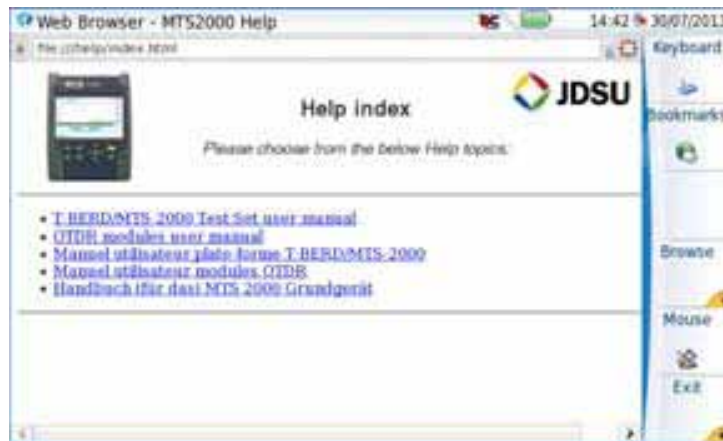 Web Browser - MTS2000 Help
14:42
30/07/2013
Keyboard
JDSU
Help index
Please choose from the below Help topics:
Bookmarks
T-BERD/MTS-2000 Test Set user manual
OTDR modules user manual
Manuel utilisateur plate-forme T-BERD/MTS-2000
Manuel utilisateur modules OTDR
Handbuch (für das) MTS 2000 Grundgerät
Browse
Mouse
Exit